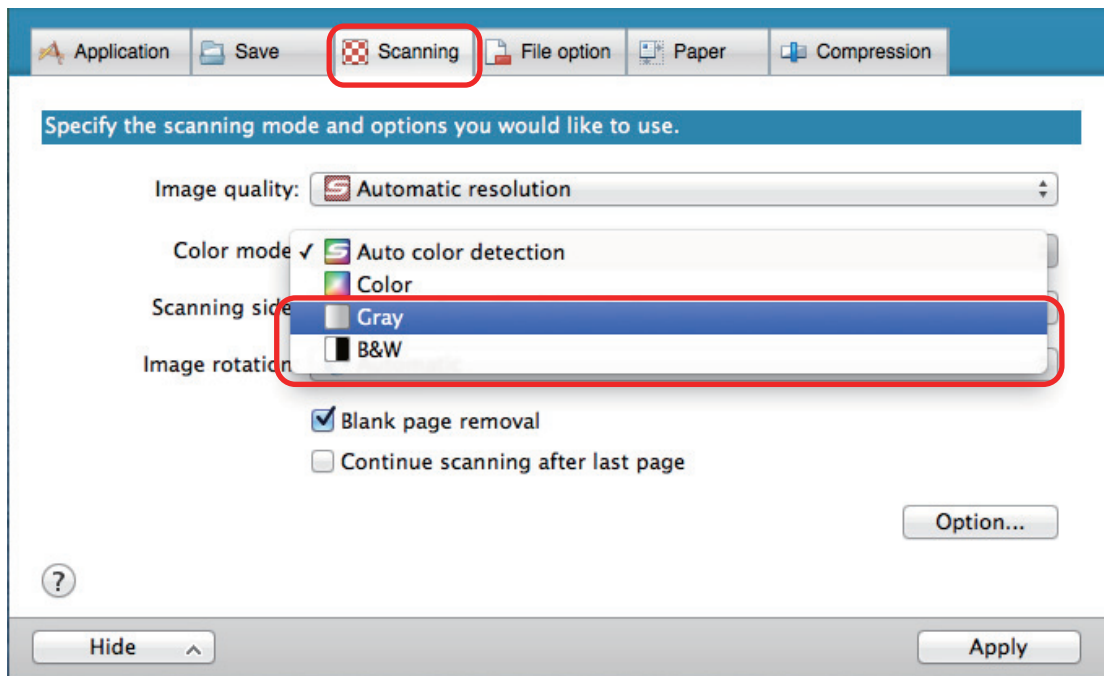 Application Save Scanning File option Paper Compression
Specify the scanning mode and options you would like to use.
Image quality: Automatic resolution
Color mode ✓ Auto color detection
Color
Scanning side Gray
B&W
Image rotation
Blank page removal
Continue scanning after last page
Option...
?
Hide Apply